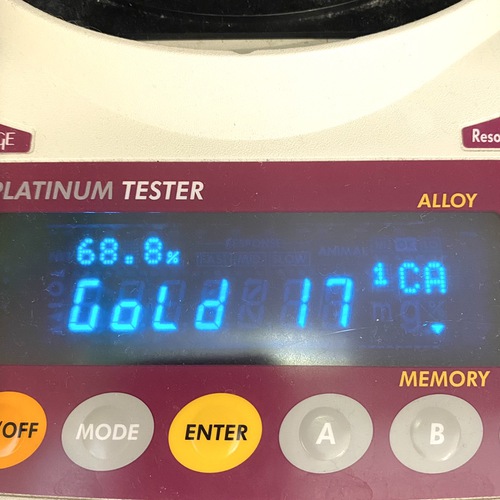 PLATINUM TESTER
ALLOY
68.8%
1CA
Gold 17
MEMORY
/OFF
MODE
ENTER
A
B